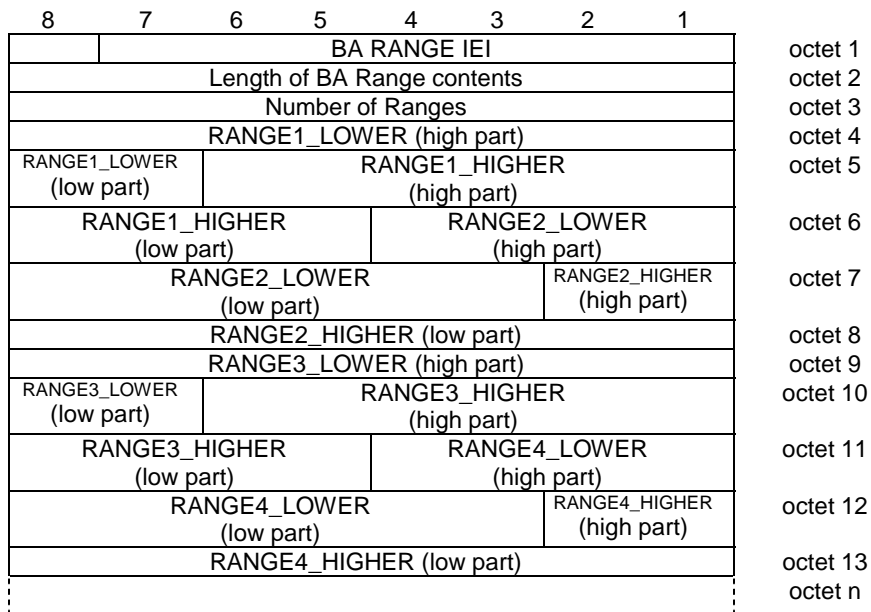 8 7 6 5 4 3 2 1
BA RANGE IEI octet 1
Length of BA Range contents octet 2
Number of Ranges octet 3
RANGE1_LOWER (high part) octet 4
RANGE1_LOWER RANGE1_HIGHER octet 5
(low part) (high part)
RANGE1_HIGHER RANGE2_LOWER octet 6
(low part) (high part)
RANGE2_LOWER RANGE2_HIGHER octet 7
(low part) (high part)
RANGE2_HIGHER (low part) octet 8
RANGE3_LOWER (high part) octet 9
RANGE3_LOWER RANGE3_HIGHER octet 10
(low part) (high part)
RANGE3_HIGHER RANGE4_LOWER octet 11
(low part) (high part)
RANGE4_LOWER RANGE4_HIGHER octet 12
(low part) (high part)
RANGE4_HIGHER (low part) octet 13
octet n